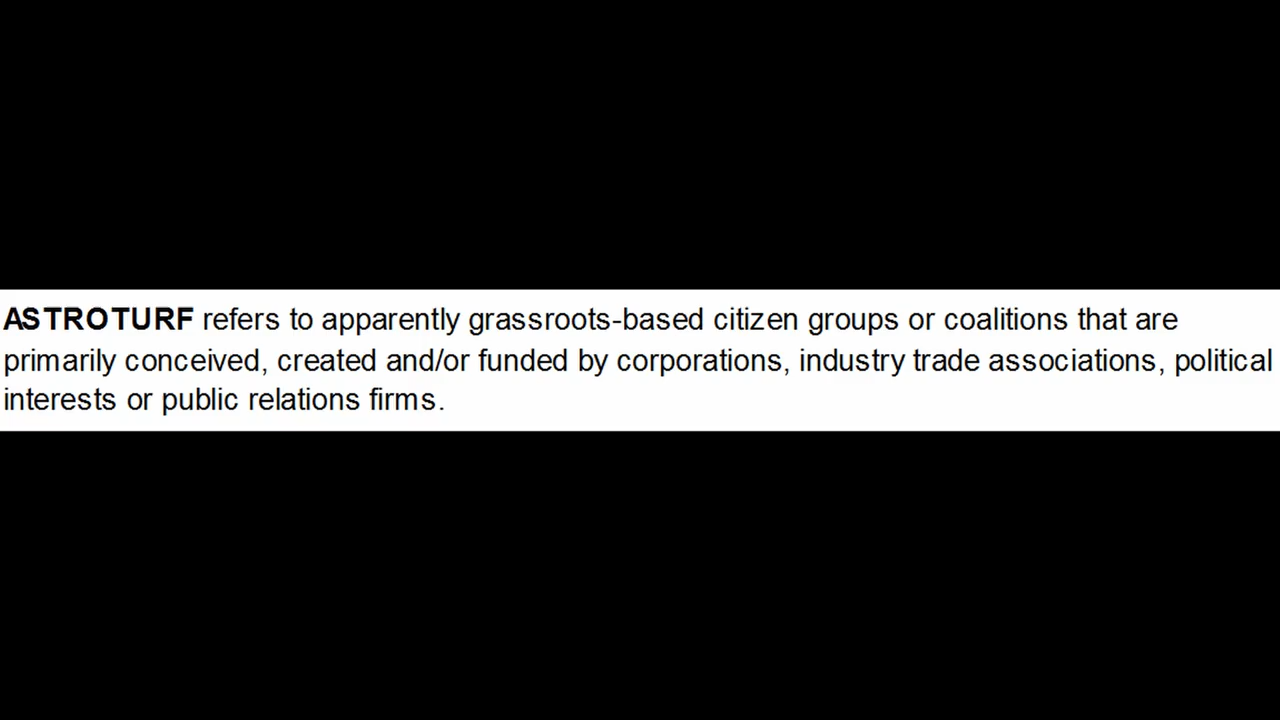 ASTROTURF refers to apparently grassroots-based citizen groups or coalitions that are
primarily conceived, created and/or funded by corporations, industry trade associations, political
interests or public relations firms.